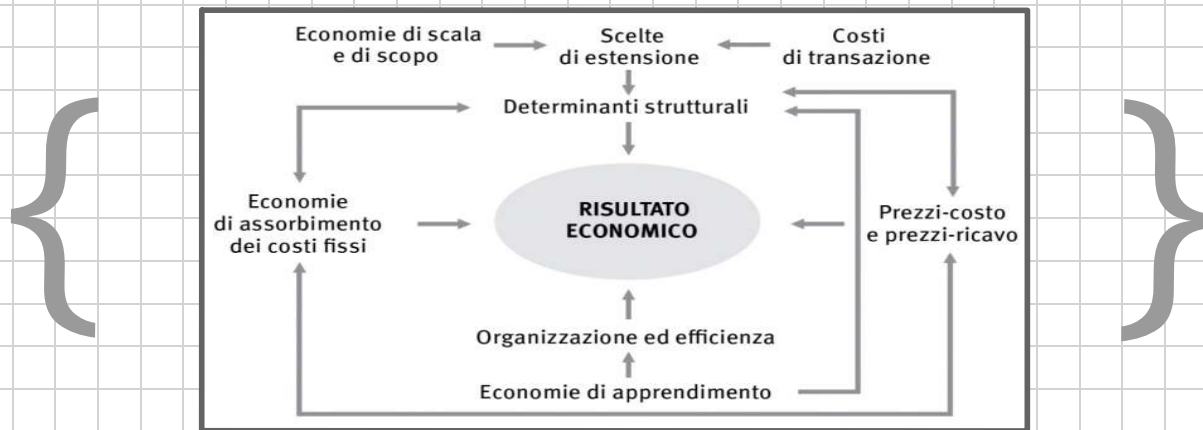 Economie di scala
e di scopo
Scelte
di estensione
Costi
di transazione
Determinanti strutturali
Economie
di assorbimento
dei costi fissi
RISULTATO
ECONOMICO
Prezzi-costo
e prezzi-ricavo
Organizzazione ed efficienza
Economie di apprendimento